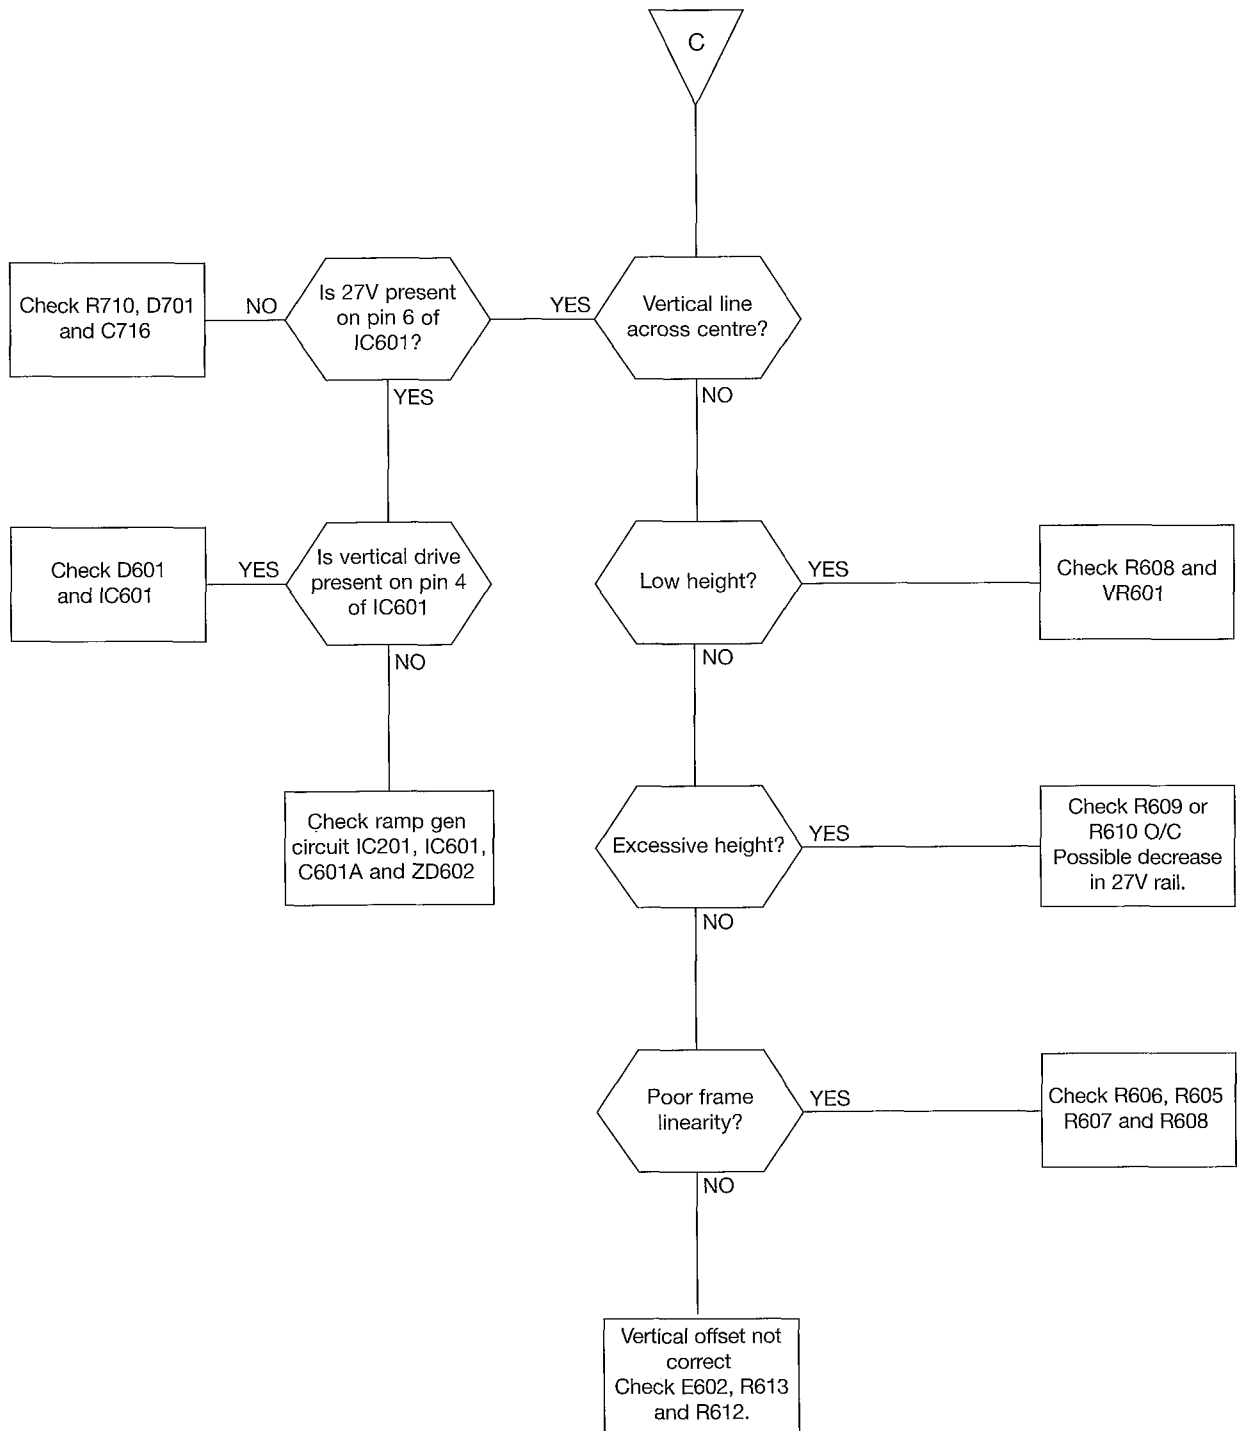 C
Check R710, D701
and C716
NO
Is 27V present
on pin 6 of
IC601?
YES
Vertical line
across centre?
YES
NO
Check D601
and IC601
YES
Is vertical drive
present on pin 4
of IC601
Low height?
YES
Check R608 and
VR601
NO
NO
Check ramp gen
circuit IC201, IC601,
C601A and ZD602
Excessive height?
YES
Check R609 or
R610 O/C
Possible decrease
in 27V rail.
NO
Poor frame
linearity?
YES
Check R606, R605
R607 and R608
NO
Vertical offset not
correct
Check E602, R613
and R612.